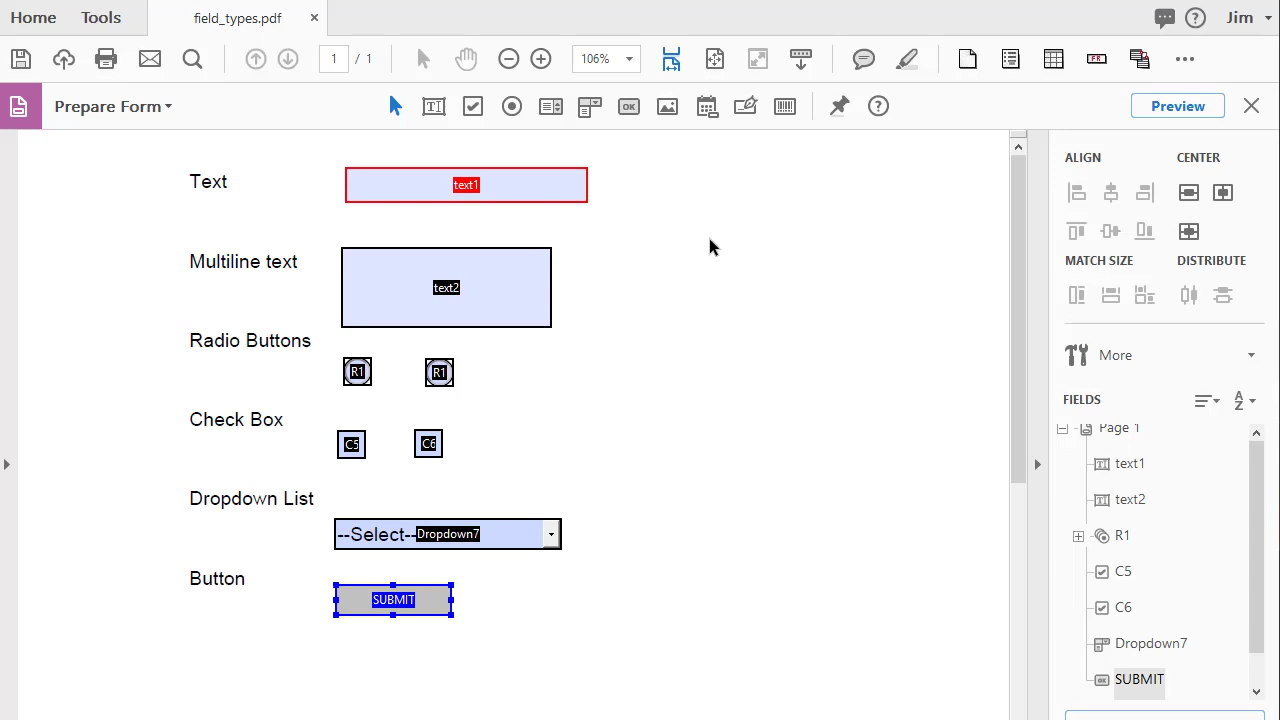 Home Tools field_types.pdf × Jim
1 / 1 106%
Prepare Form Preview
Text text1
Multiline text text2
Radio Buttons
R1 R1
Check Box
C5 C6
Dropdown List
--Select-- Dropdown7
Button
SUBMIT
ALIGN CENTER
MATCH SIZE DISTRIBUTE
More
FIELDS
Page 1
text1
text2
R1
C5
C6
Dropdown7
SUBMIT